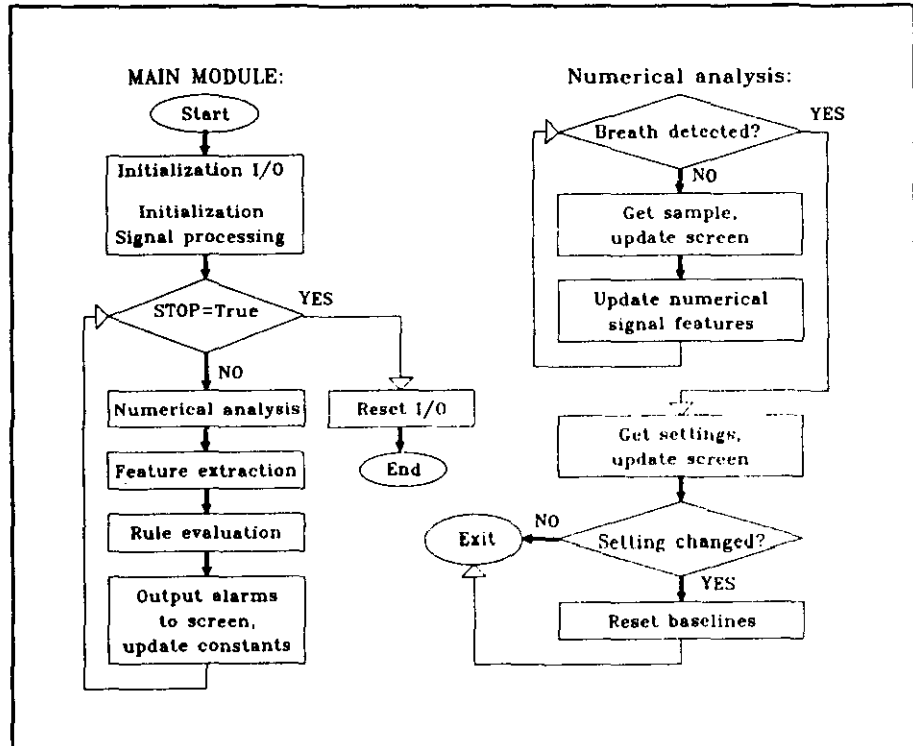 MAIN MODULE:
Start
Initialization I/O
Initialization
Signal processing
STOP=True
YES
NO
Numerical analysis
Feature extraction
Rule evaluation
Output alarms
to screen,
update constants
Reset I/O
End
Numerical analysis:
Breath detected?
YES
NO
Get sample,
update screen
Update numerical
signal features
Get settings,
update screen
Setting changed?
NO
Exit
YES
Reset baselines